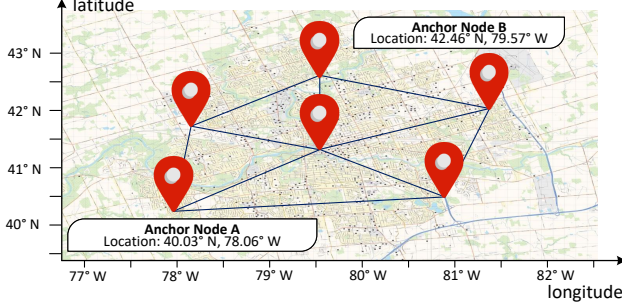 latitude
Anchor Node B
Location: 42.46° N, 79.57° W
43° N
42° N
41° N
40° N
Anchor Node A
Location: 40.03° N, 78.06° W
77° W
78° W
79° W
80° W
81° W
82° W
longitude